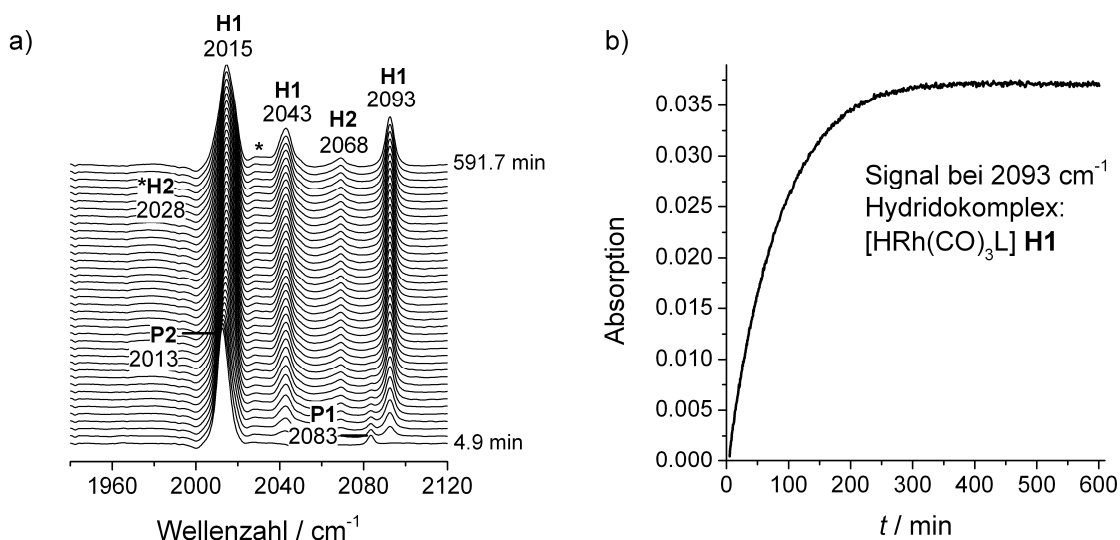 a)
H1
2015
H1
2043
H2
2068
H1
2093
*
591.7 min
*H2
2028
P2
2013
P1
2083
4.9 min
1960
2000
2040
2080
2120
Wellenzahl / cm⁻¹
b)
Absorption
0.035
0.030
0.025
0.020
0.015
0.010
0.005
0.000
Signal bei 2093 cm⁻¹
Hydridokomplex:
[HRh(CO)₃L] H1
0
100
200
300
400
500
600
t / min